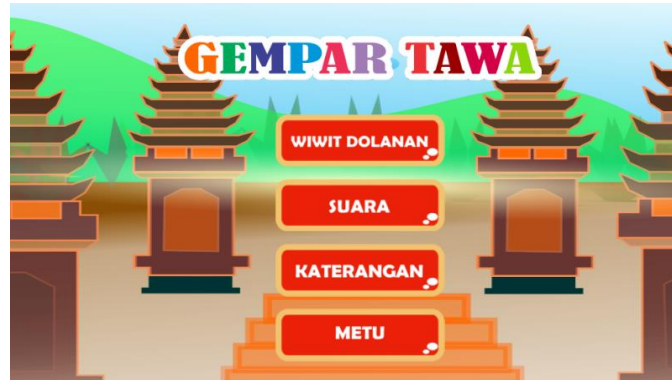 GEMPAR TAWA
WIWIT DOLANAN
SUARA
KATERANGAN
METU